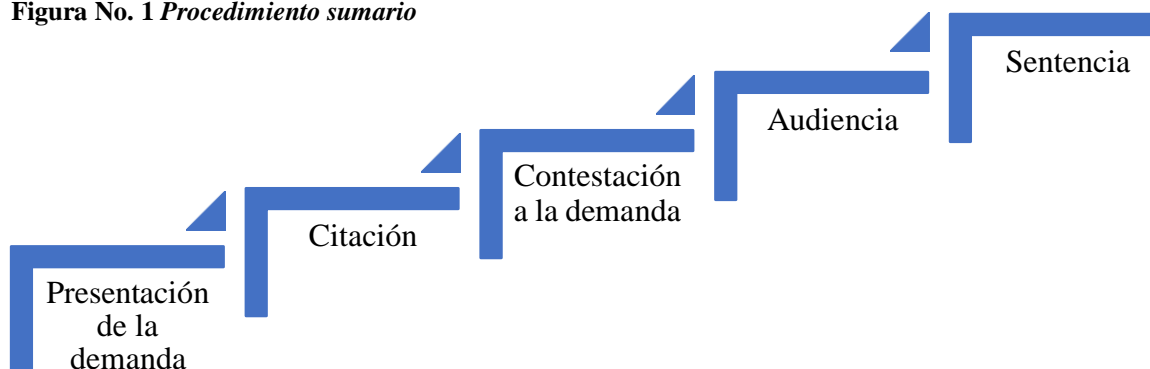 Figura No. 1 Procedimiento sumario
Presentación
de la
demanda
Citación
Contestación
a la demanda
Audiencia
Sentencia